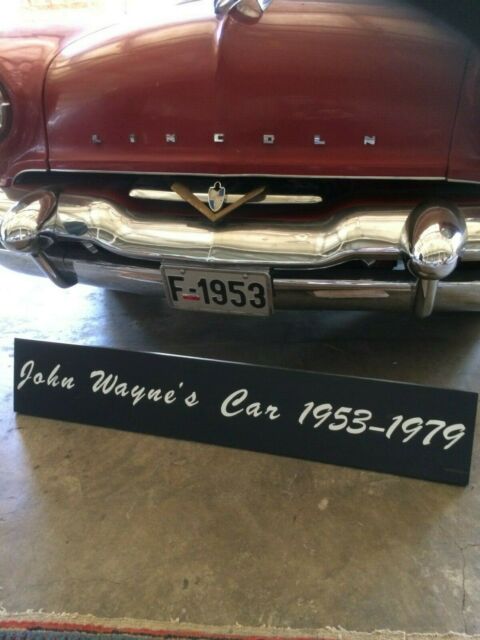 LINCOLN
F-1953
John Wayne's Car 1953-1979